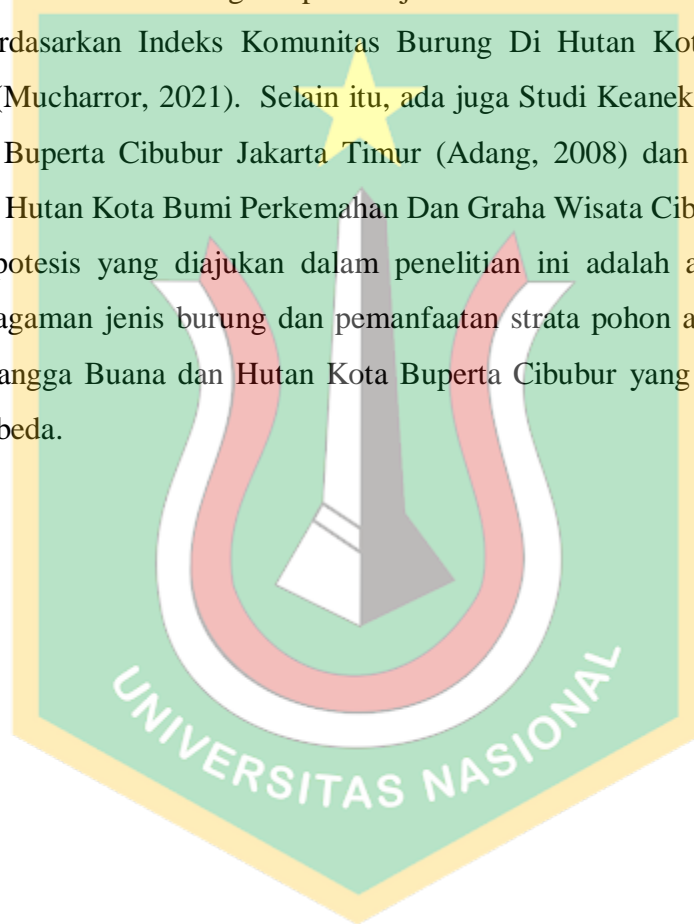 rdasarkan Indeks Komunitas Burung Di Hutan Kot
(Mucharror, 2021). Selain itu, ada juga Studi Keanek
Buperta Cibubur Jakarta Timur (Adang, 2008) dan
Hutan Kota Bumi Perkemahan Dan Graha Wisata Cib
potesis yang diajukan dalam penelitian ini adalah a
agaman jenis burung dan pemanfaatan strata pohon a
angga Buana dan Hutan Kota Buperta Cibubur yang
beda.
UNIVERSITAS NASIONAL